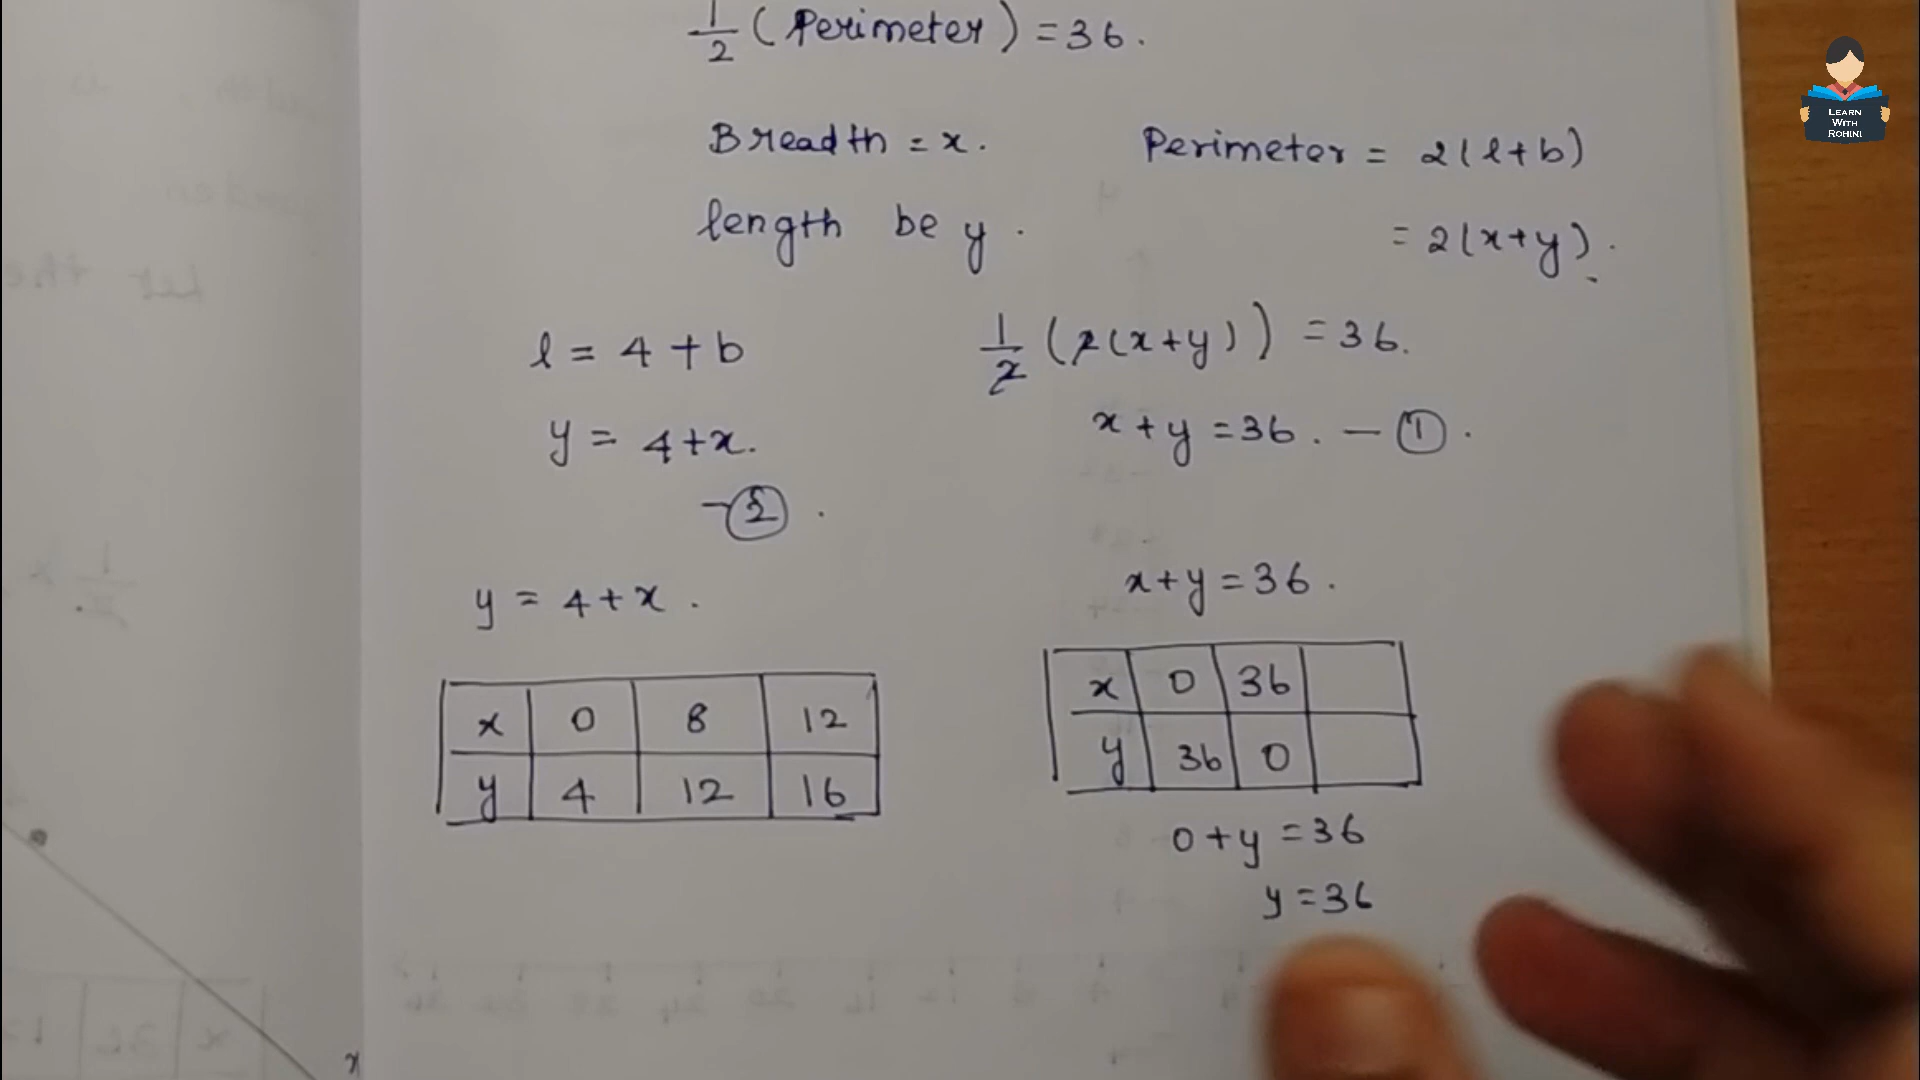 1/2 (Perimeter) = 36.
Breadth = x.
length be y.
Perimeter = 2(l+b)
= 2(x+y).
l = 4 + b
y = 4+x.
- ②.
1/2 (2(x+y)) = 36.
x + y = 36. - ①.
y = 4 + x.
x 0 8 12
y 4 12 16
x+y = 36.
x 0 36
y 36 0
0 + y = 36
y = 36
x
LEARN
WITH
ROHINI